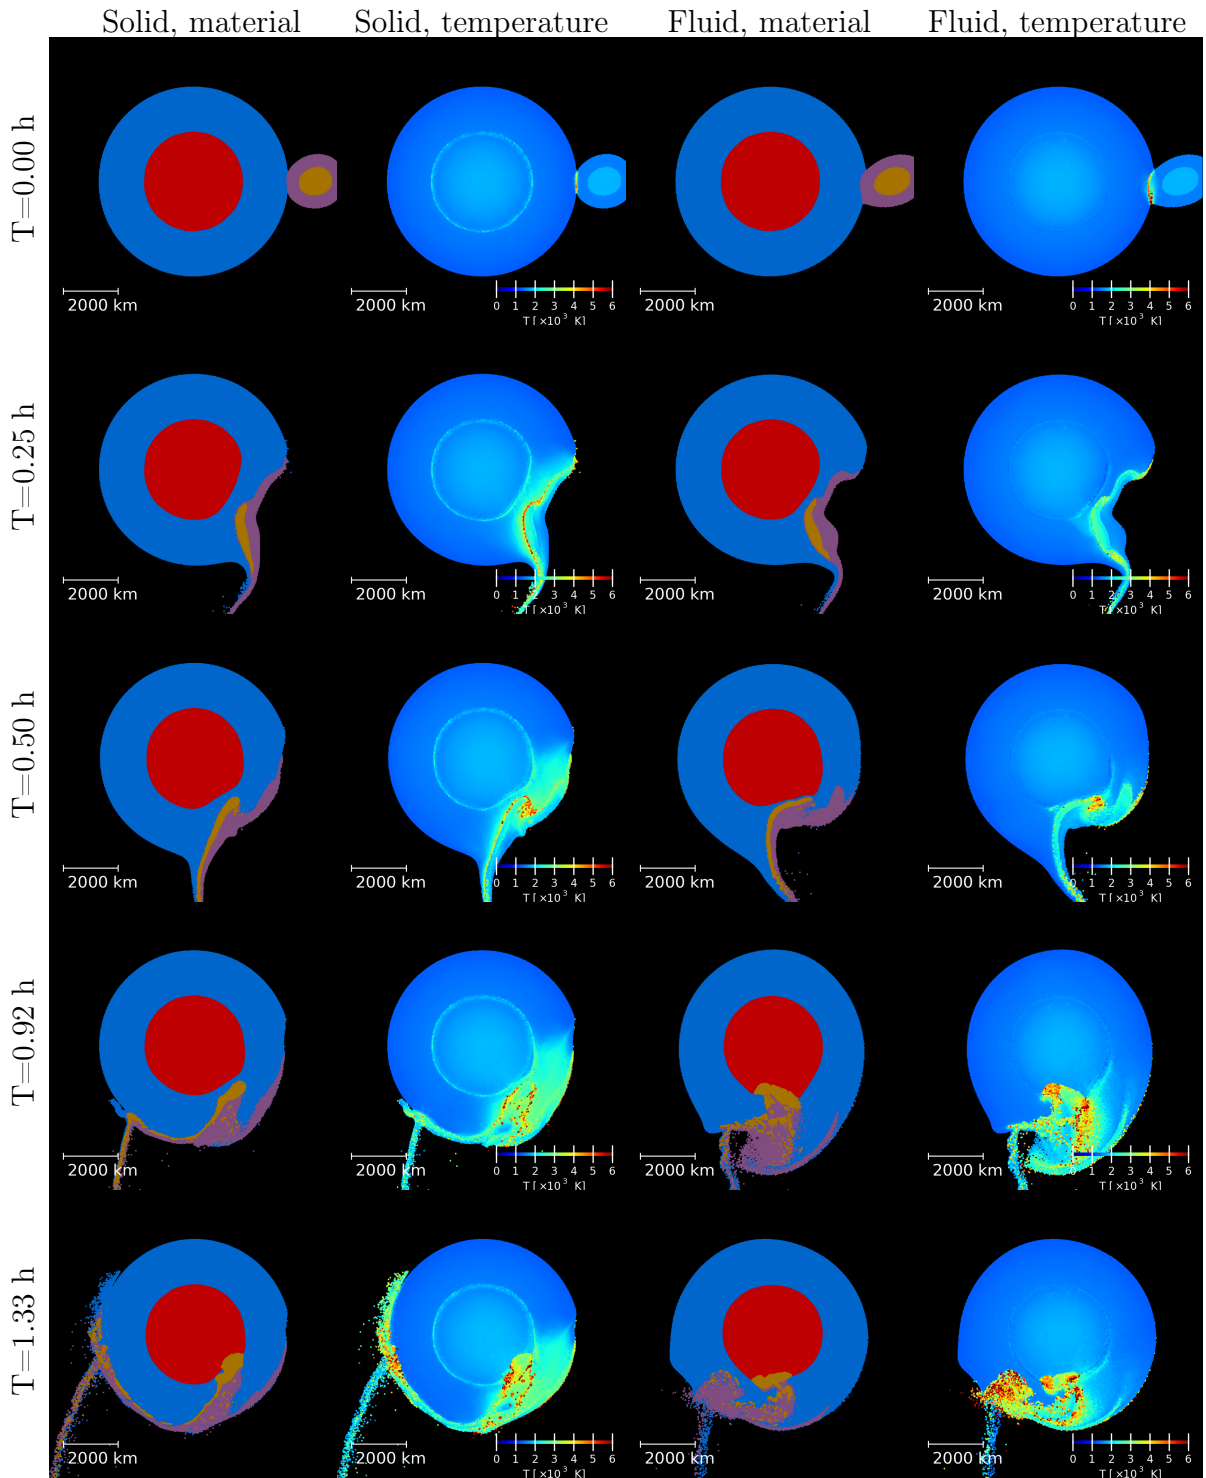 Solid, material Solid, temperature Fluid, material Fluid, temperature
T=0.00 h
0 1 2 3 4 5 6 0 1 2 3 4 5 6
2000 km 2000 km T [×10³ K] 2000 km 2000 km T [×10³ K]
T=0.25 h
0 1 2 3 4 5 6 0 1 2 3 4 5 6
2000 km 2000 km T [×10³ K] 2000 km 2000 km T [×10³ K]
T=0.50 h
0 1 2 3 4 5 6 0 1 2 3 4 5 6
2000 km 2000 km T [×10³ K] 2000 km 2000 km T [×10³ K]
T=0.92 h
0 1 2 3 4 5 6 0 1 2 3 4 5 6
2000 km 2000 km T [×10³ K] 2000 km 2000 km T [×10³ K]
T=1.33 h
0 1 2 3 4 5 6 0 1 2 3 4 5 6
2000 km 2000 km T [×10³ K] 2000 km 2000 km T [×10³ K]